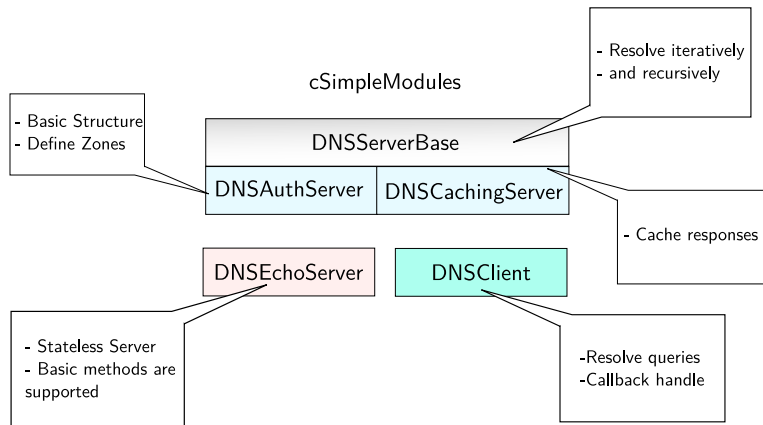 - Resolve iteratively
- and recursively
cSimpleModules
- Basic Structure
- Define Zones
DNSServerBase
DNSAuthServer
DNSCachingServer
- Cache responses
DNSEchoServer
DNSClient
- Stateless Server
- Basic methods are
supported
-Resolve queries
-Callback handle